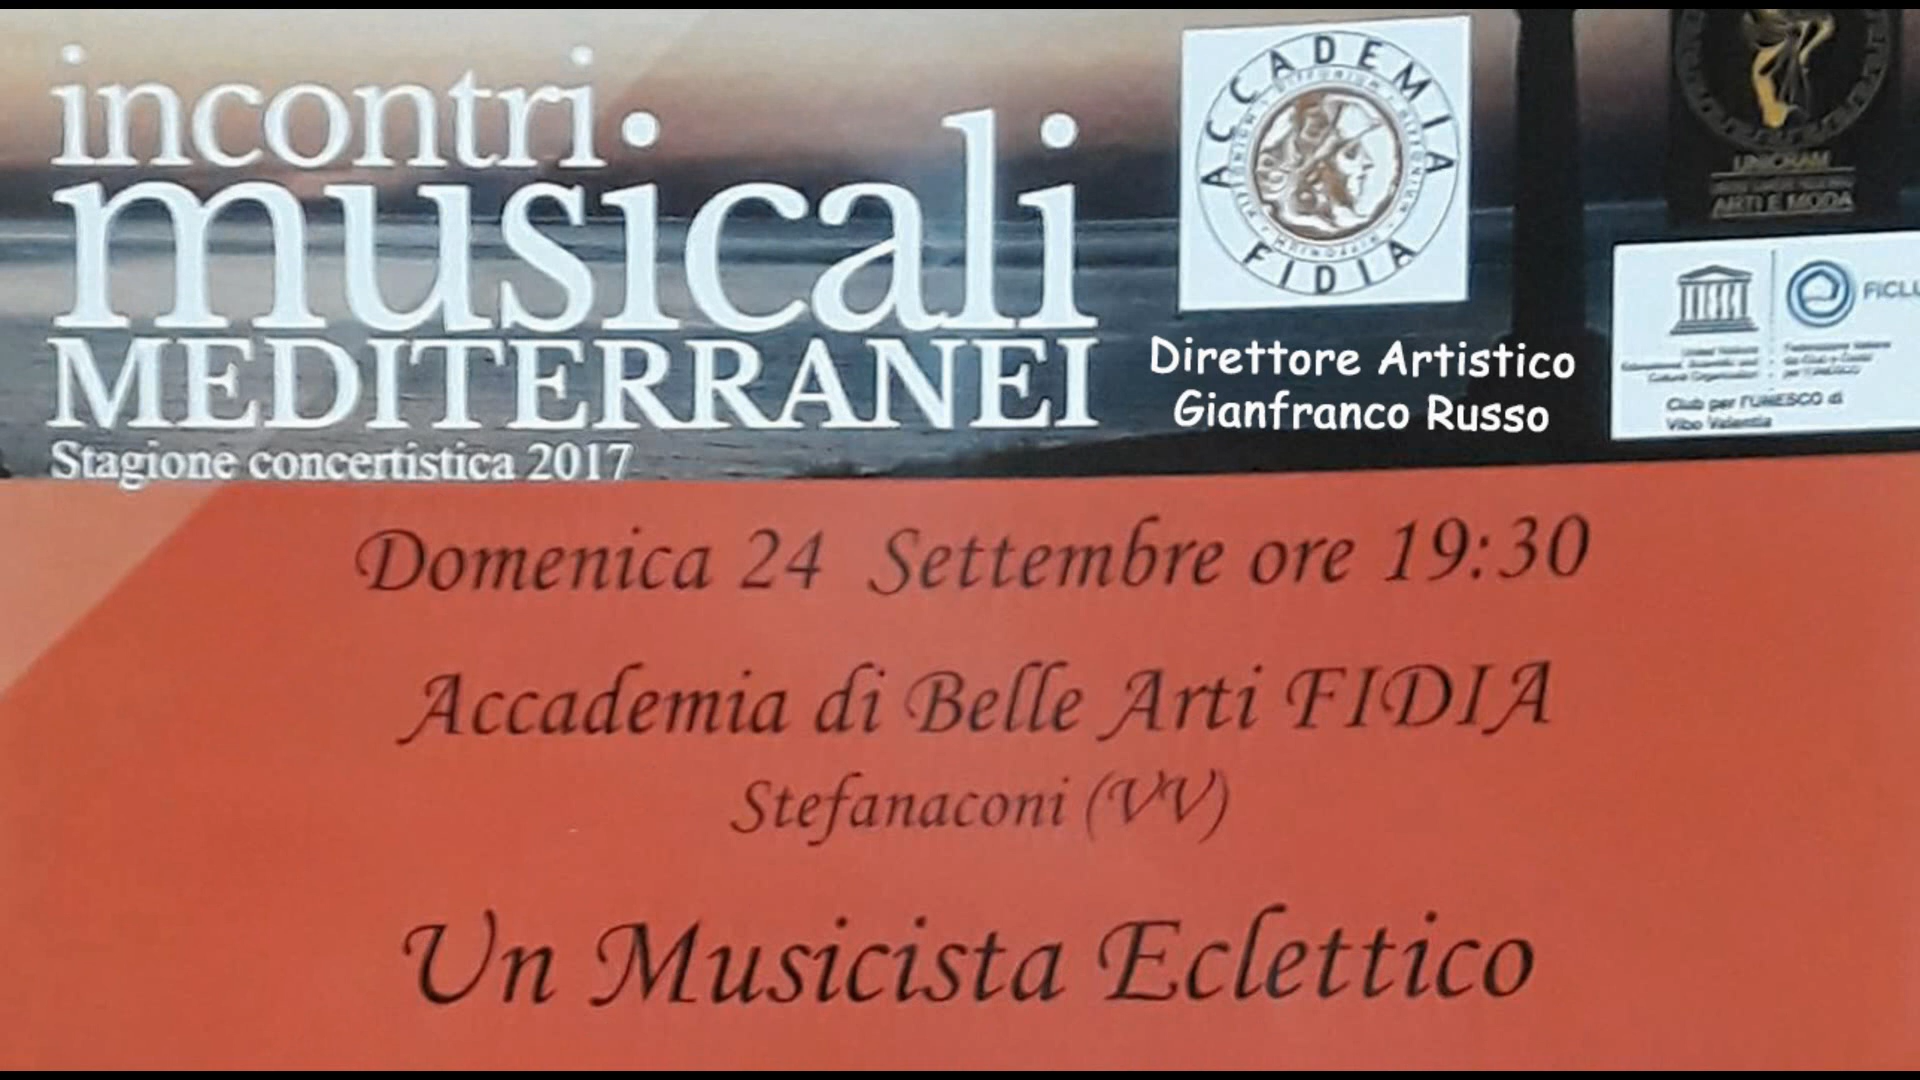 incontri
musicali
MEDITERRANEI
Stagione concertistica 2017
ACCADEMIA
FIDIA
Direttore Artistico
Gianfranco Russo
UNICRAM
ARTI E MODA
FICLU
Club per l'UNESCO di
Vibo Valentia
Domenica 24 Settembre ore 19:30
Accademia di Belle Arti FIDIA
Stefanaconi (VV)
Un Musicista Eclettico